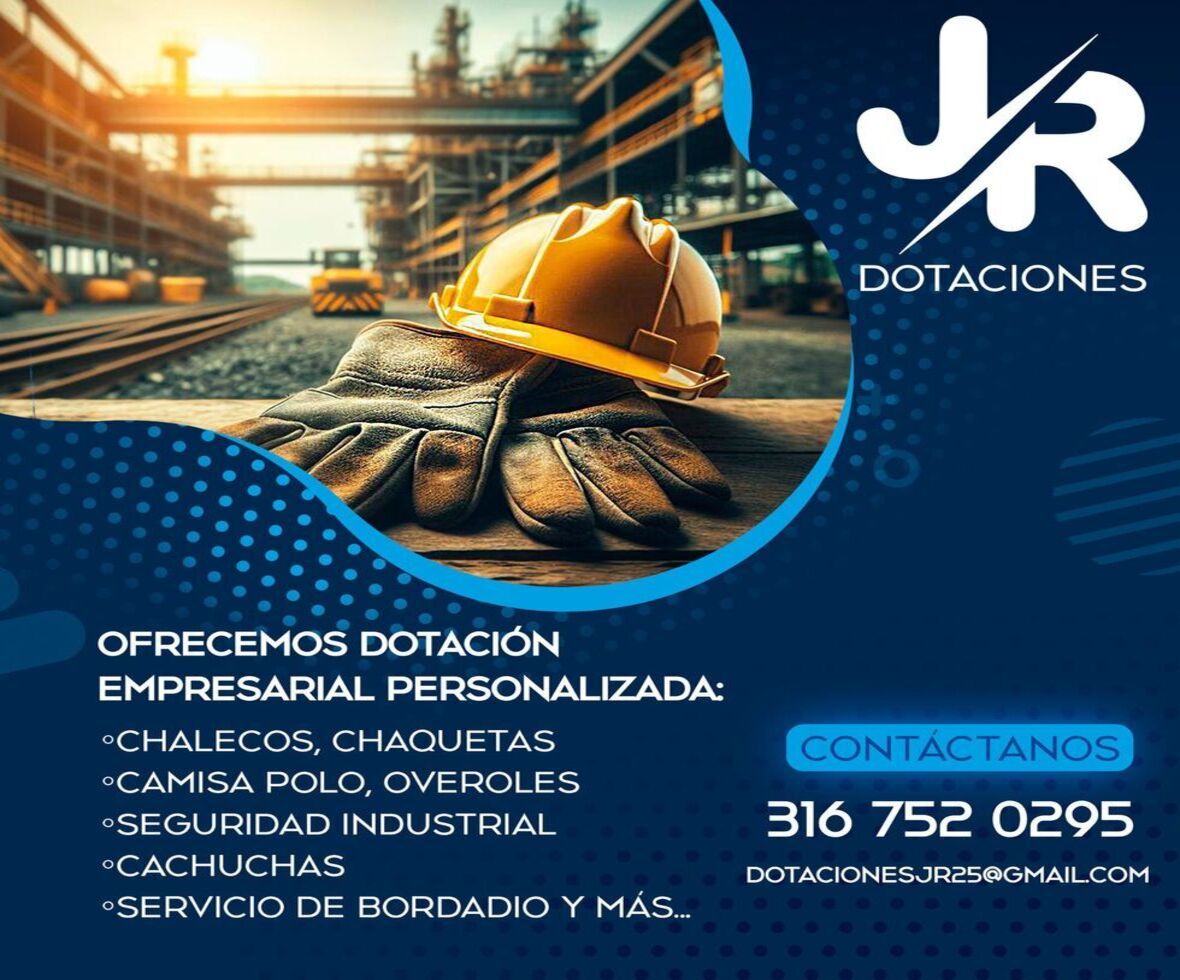 JR
DOTACIONES
OFRECEMOS DOTACIÓN
EMPRESARIAL PERSONALIZADA:
◦CHALECOS, CHAQUETAS
◦CAMISA POLO, OVEROLES
◦SEGURIDAD INDUSTRIAL
◦CACHUCHAS
◦SERVICIO DE BORDADIO Y MÁS...
CONTÁCTANOS
316 752 0295
DOTACIONESJR25@GMAIL.COM